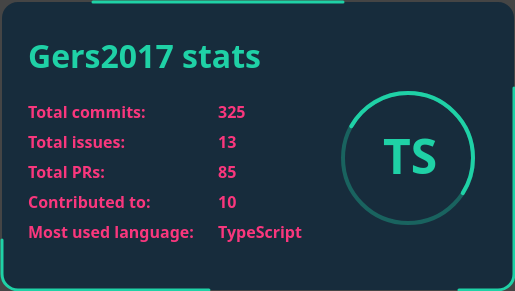 Gers2017 stats
Total commits: 325
Total issues: 13
Total PRs: 85
Contributed to: 10
Most used language: TypeScript
TS